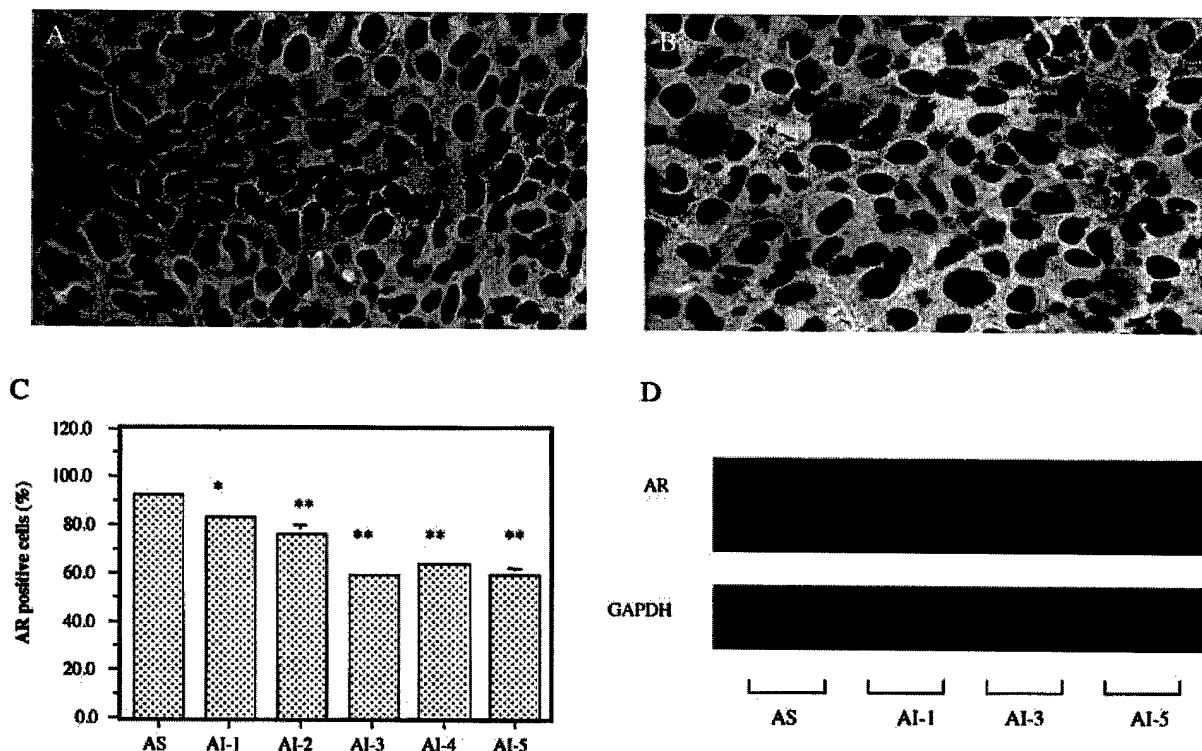 A
B
C
AR positive cells (%)
120.0
100.0
80.0
60.0
40.0
20.0
0.0
*
**
**
**
**
AS AI-1 AI-2 AI-3 AI-4 AI-5
D
AR
GAPDH
AS AI-1 AI-3 AI-5